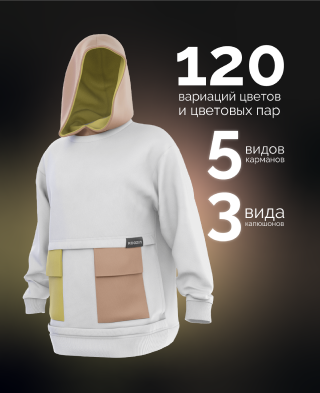 120
вариаций цветов
и цветовых пар
5 видов
карманов
3 вида
капюшонов